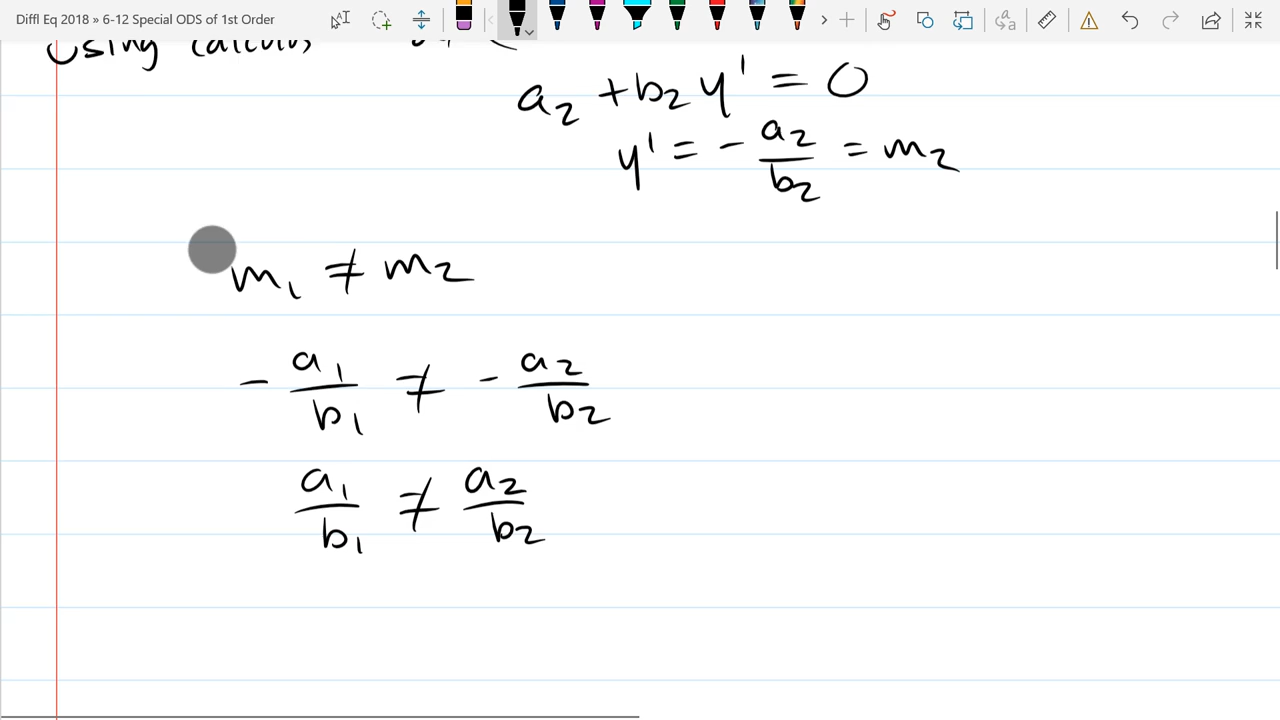 Diffl Eq 2018 » 6-12 Special ODS of 1st Order
Using calculus
a₂ + b₂ y' = 0
y' = - a₂/b₂ = m₂
m₁ ≠ m₂
- a₁/b₁ ≠ - a₂/b₂
a₁/b₁ ≠ a₂/b₂